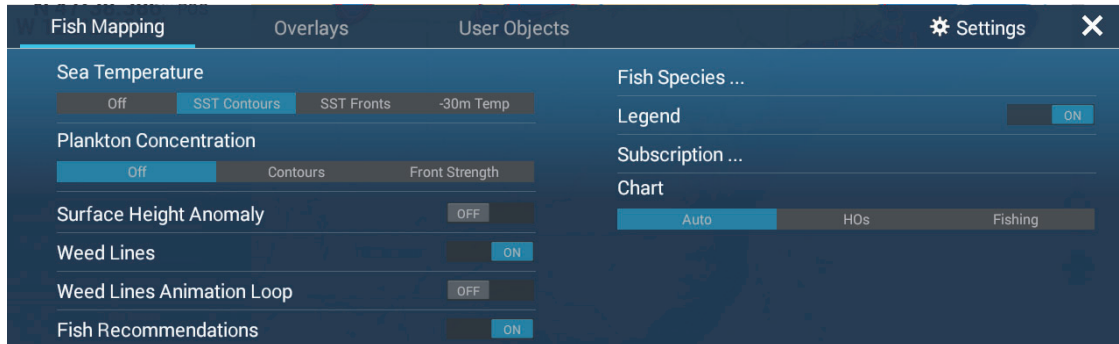 Fish Mapping
Overlays
User Objects
Settings
Sea Temperature
Off
SST Contours
SST Fronts
-30m Temp
Plankton Concentration
Off
Contours
Front Strength
Surface Height Anomaly
OFF
Weed Lines
ON
Weed Lines Animation Loop
OFF
Fish Recommendations
ON
Fish Species ...
Legend
ON
Subscription ...
Chart
Auto
HOs
Fishing